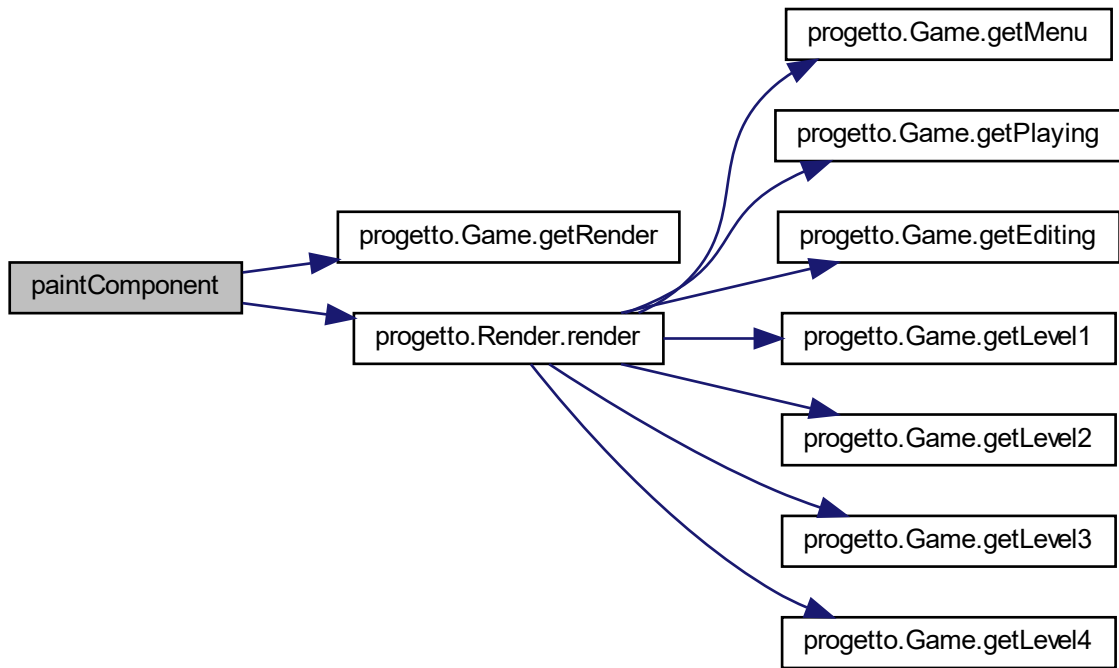 progetto.Game.getMenu
progetto.Game.getPlaying
progetto.Game.getRender
progetto.Game.getEditing
paintComponent
progetto.Render.render
progetto.Game.getLevel1
progetto.Game.getLevel2
progetto.Game.getLevel3
progetto.Game.getLevel4